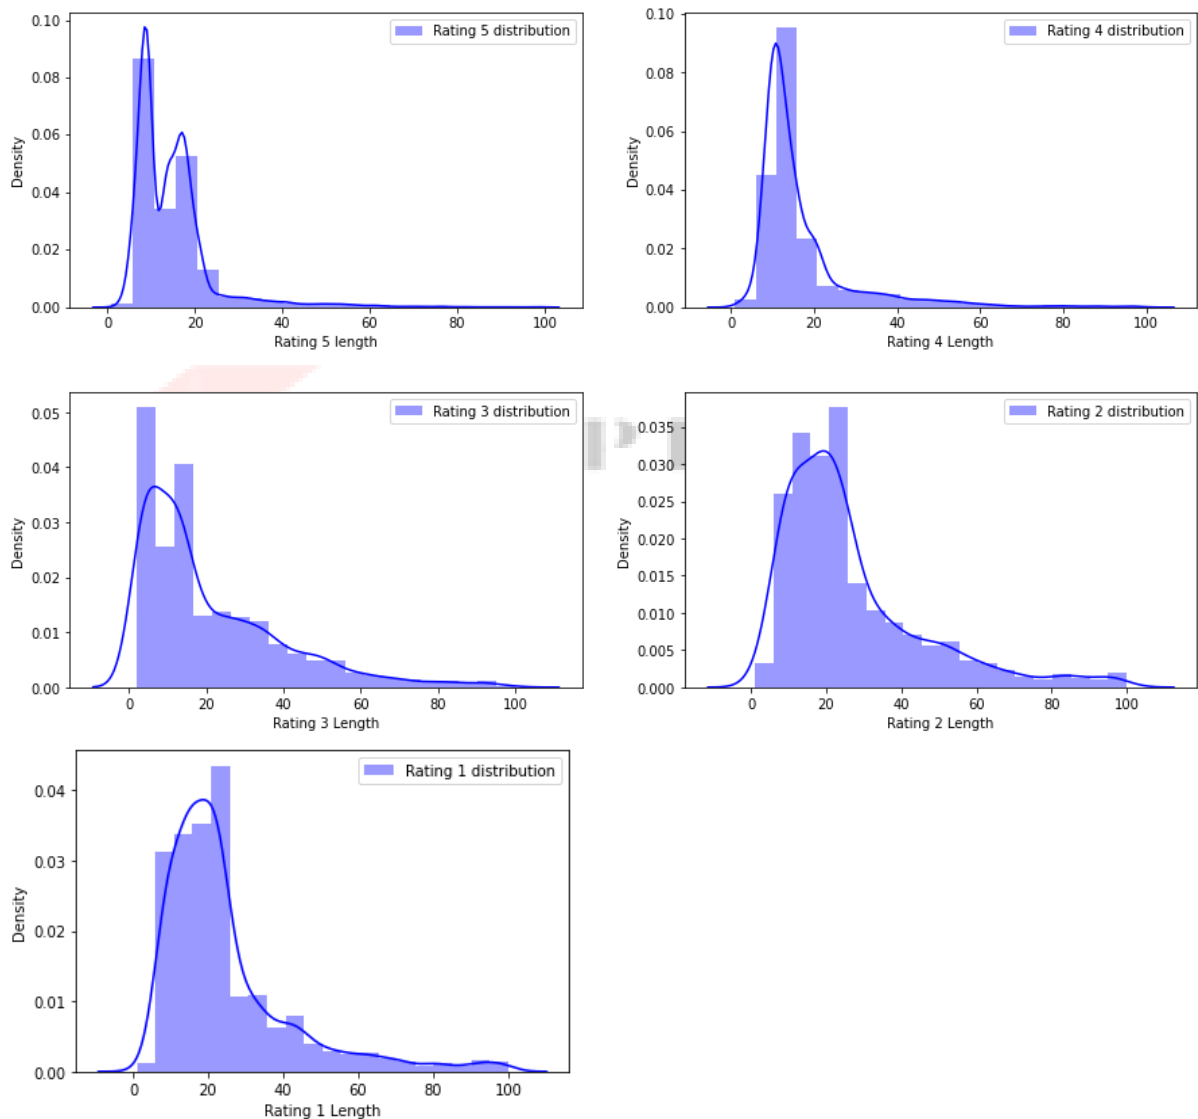 Rating 5 distribution
0.10
0.08
0.06
0.04
0.02
0.00
Density
0 20 40 60 80 100
Rating 5 length
Rating 4 distribution
0.10
0.08
0.06
0.04
0.02
0.00
Density
0 20 40 60 80 100
Rating 4 Length
Rating 3 distribution
0.05
0.04
0.03
0.02
0.01
0.00
Density
0 20 40 60 80 100
Rating 3 Length
Rating 2 distribution
0.035
0.030
0.025
0.020
0.015
0.010
0.005
0.000
Density
0 20 40 60 80 100
Rating 2 Length
Rating 1 distribution
0.04
0.03
0.02
0.01
0.00
Density
0 20 40 60 80 100
Rating 1 Length